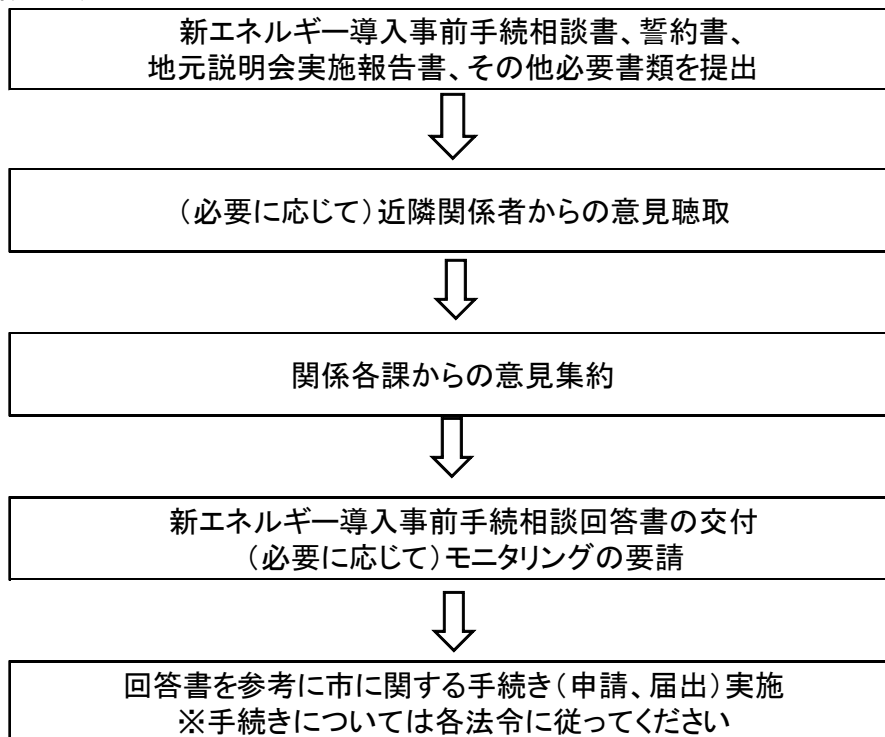 新エネルギー導入事前手続相談書、誓約書、
地元説明会実施報告書、その他必要書類を提出
（必要に応じて）近隣関係者からの意見聴取
関係各課からの意見集約
新エネルギー導入事前手続相談回答書の交付
（必要に応じて）モニタリングの要請
回答書を参考に市に関する手続き（申請、届出）実施
※手続きについては各法令に従ってください